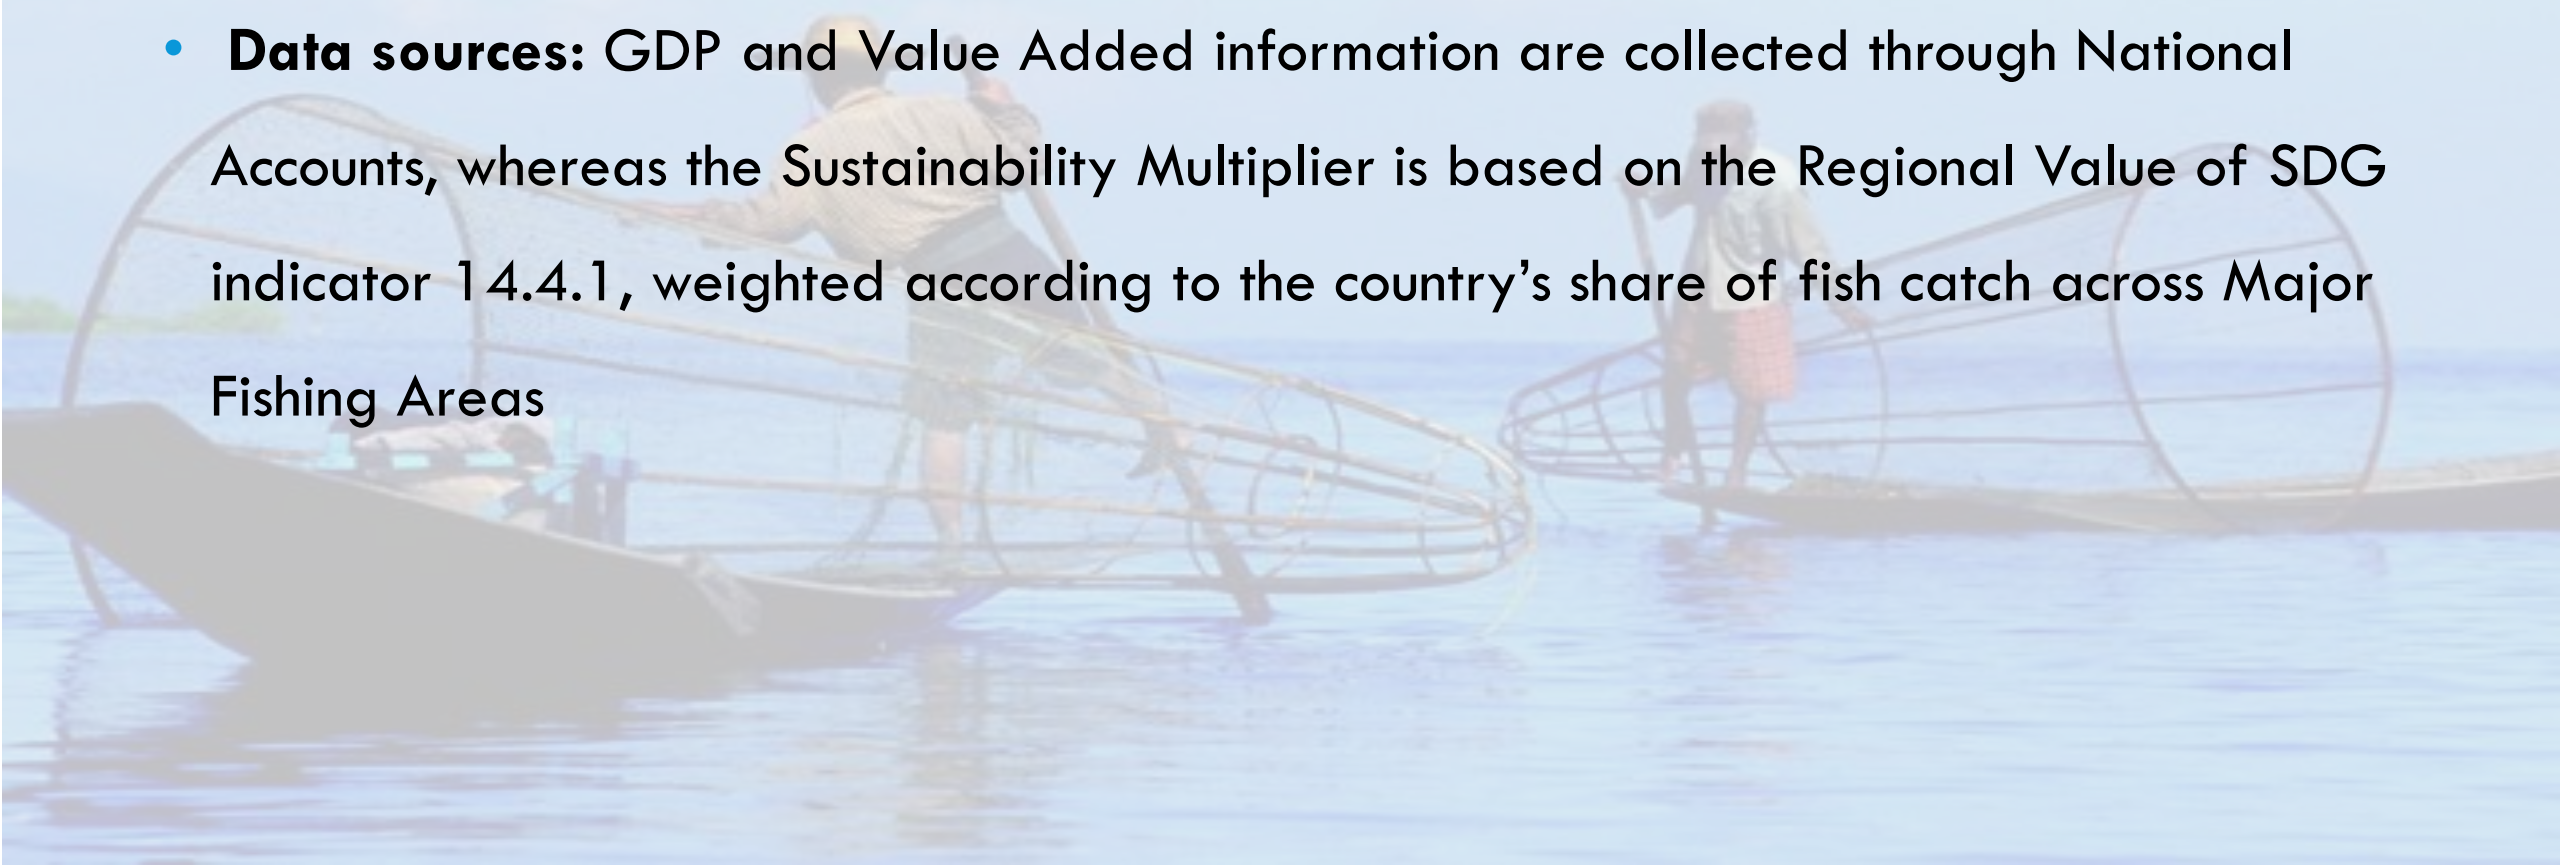 • Data sources: GDP and Value Added information are collected through National
Accounts, whereas the Sustainability Multiplier is based on the Regional Value of SDG
indicator 14.4.1, weighted according to the country’s share of fish catch across Major
Fishing Areas